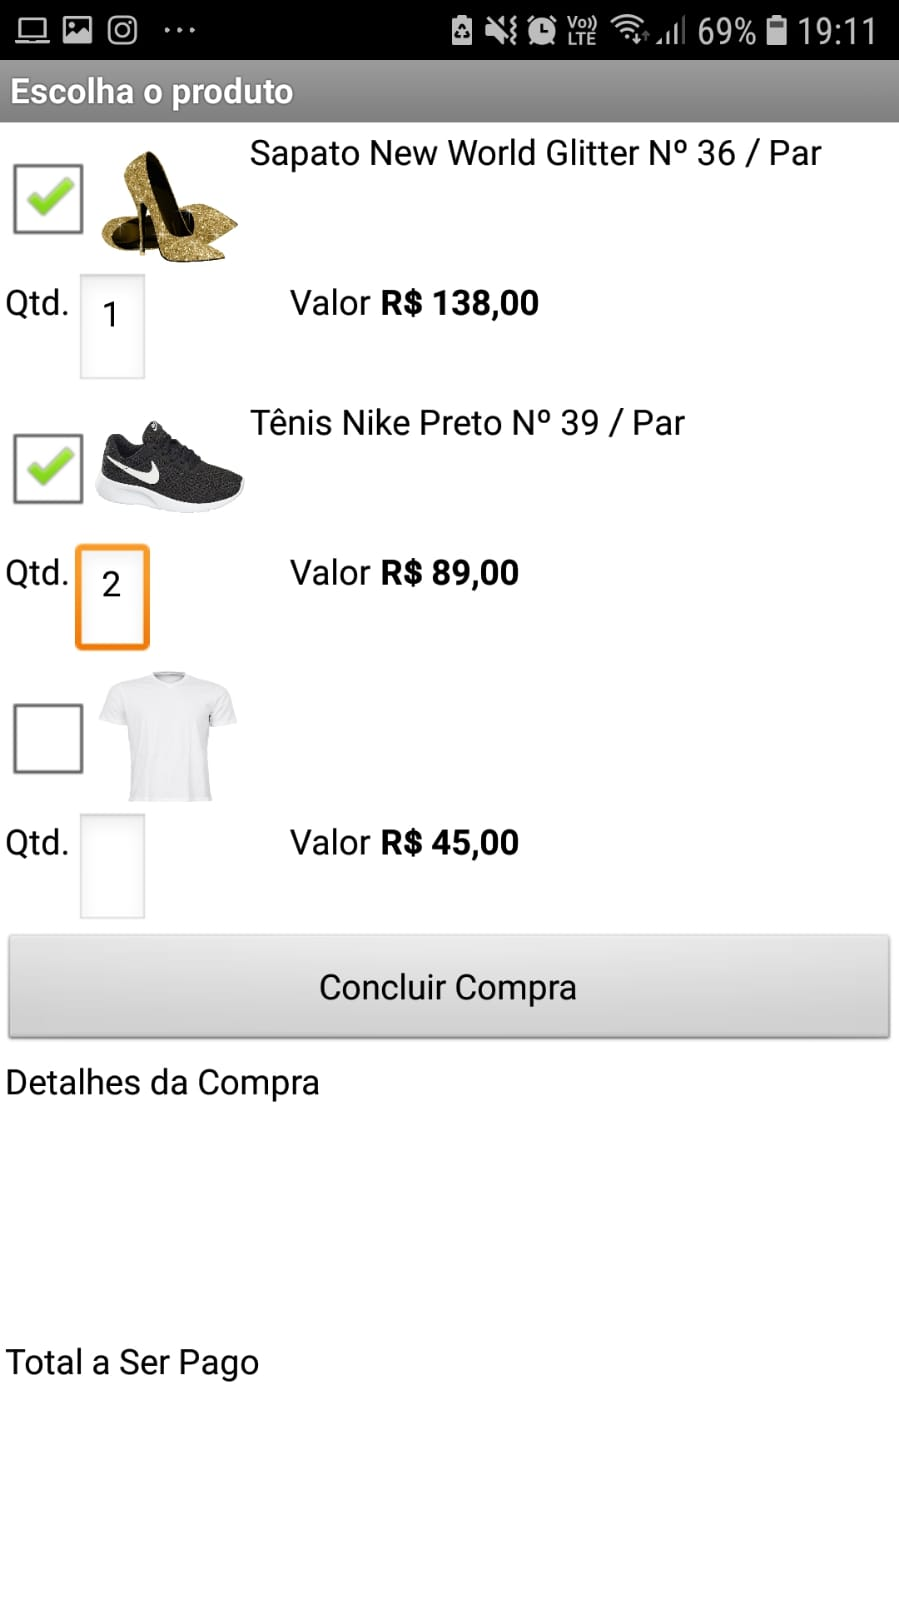 69% 19:11
Escolha o produto
Sapato New World Glitter Nº 36 / Par
Qtd. 1 Valor R$ 138,00
Tênis Nike Preto Nº 39 / Par
Qtd. 2 Valor R$ 89,00
Qtd. Valor R$ 45,00
Concluir Compra
Detalhes da Compra
Total a Ser Pago